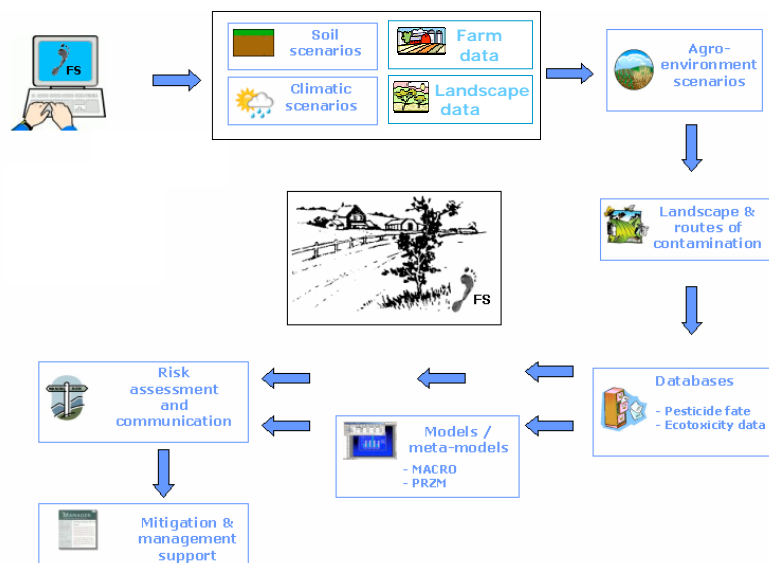 FS
Soil
scenarios
Farm
data
Climatic
scenarios
Landscape
data
Agro-
environment
scenarios
Landscape &
routes of
contamination
FS
Risk
assessment
and
communication
Models /
meta-models
- MACRO
- PRZM
Databases
- Pesticide fate
- Ecotoxicity data
Mitigation &
management
support